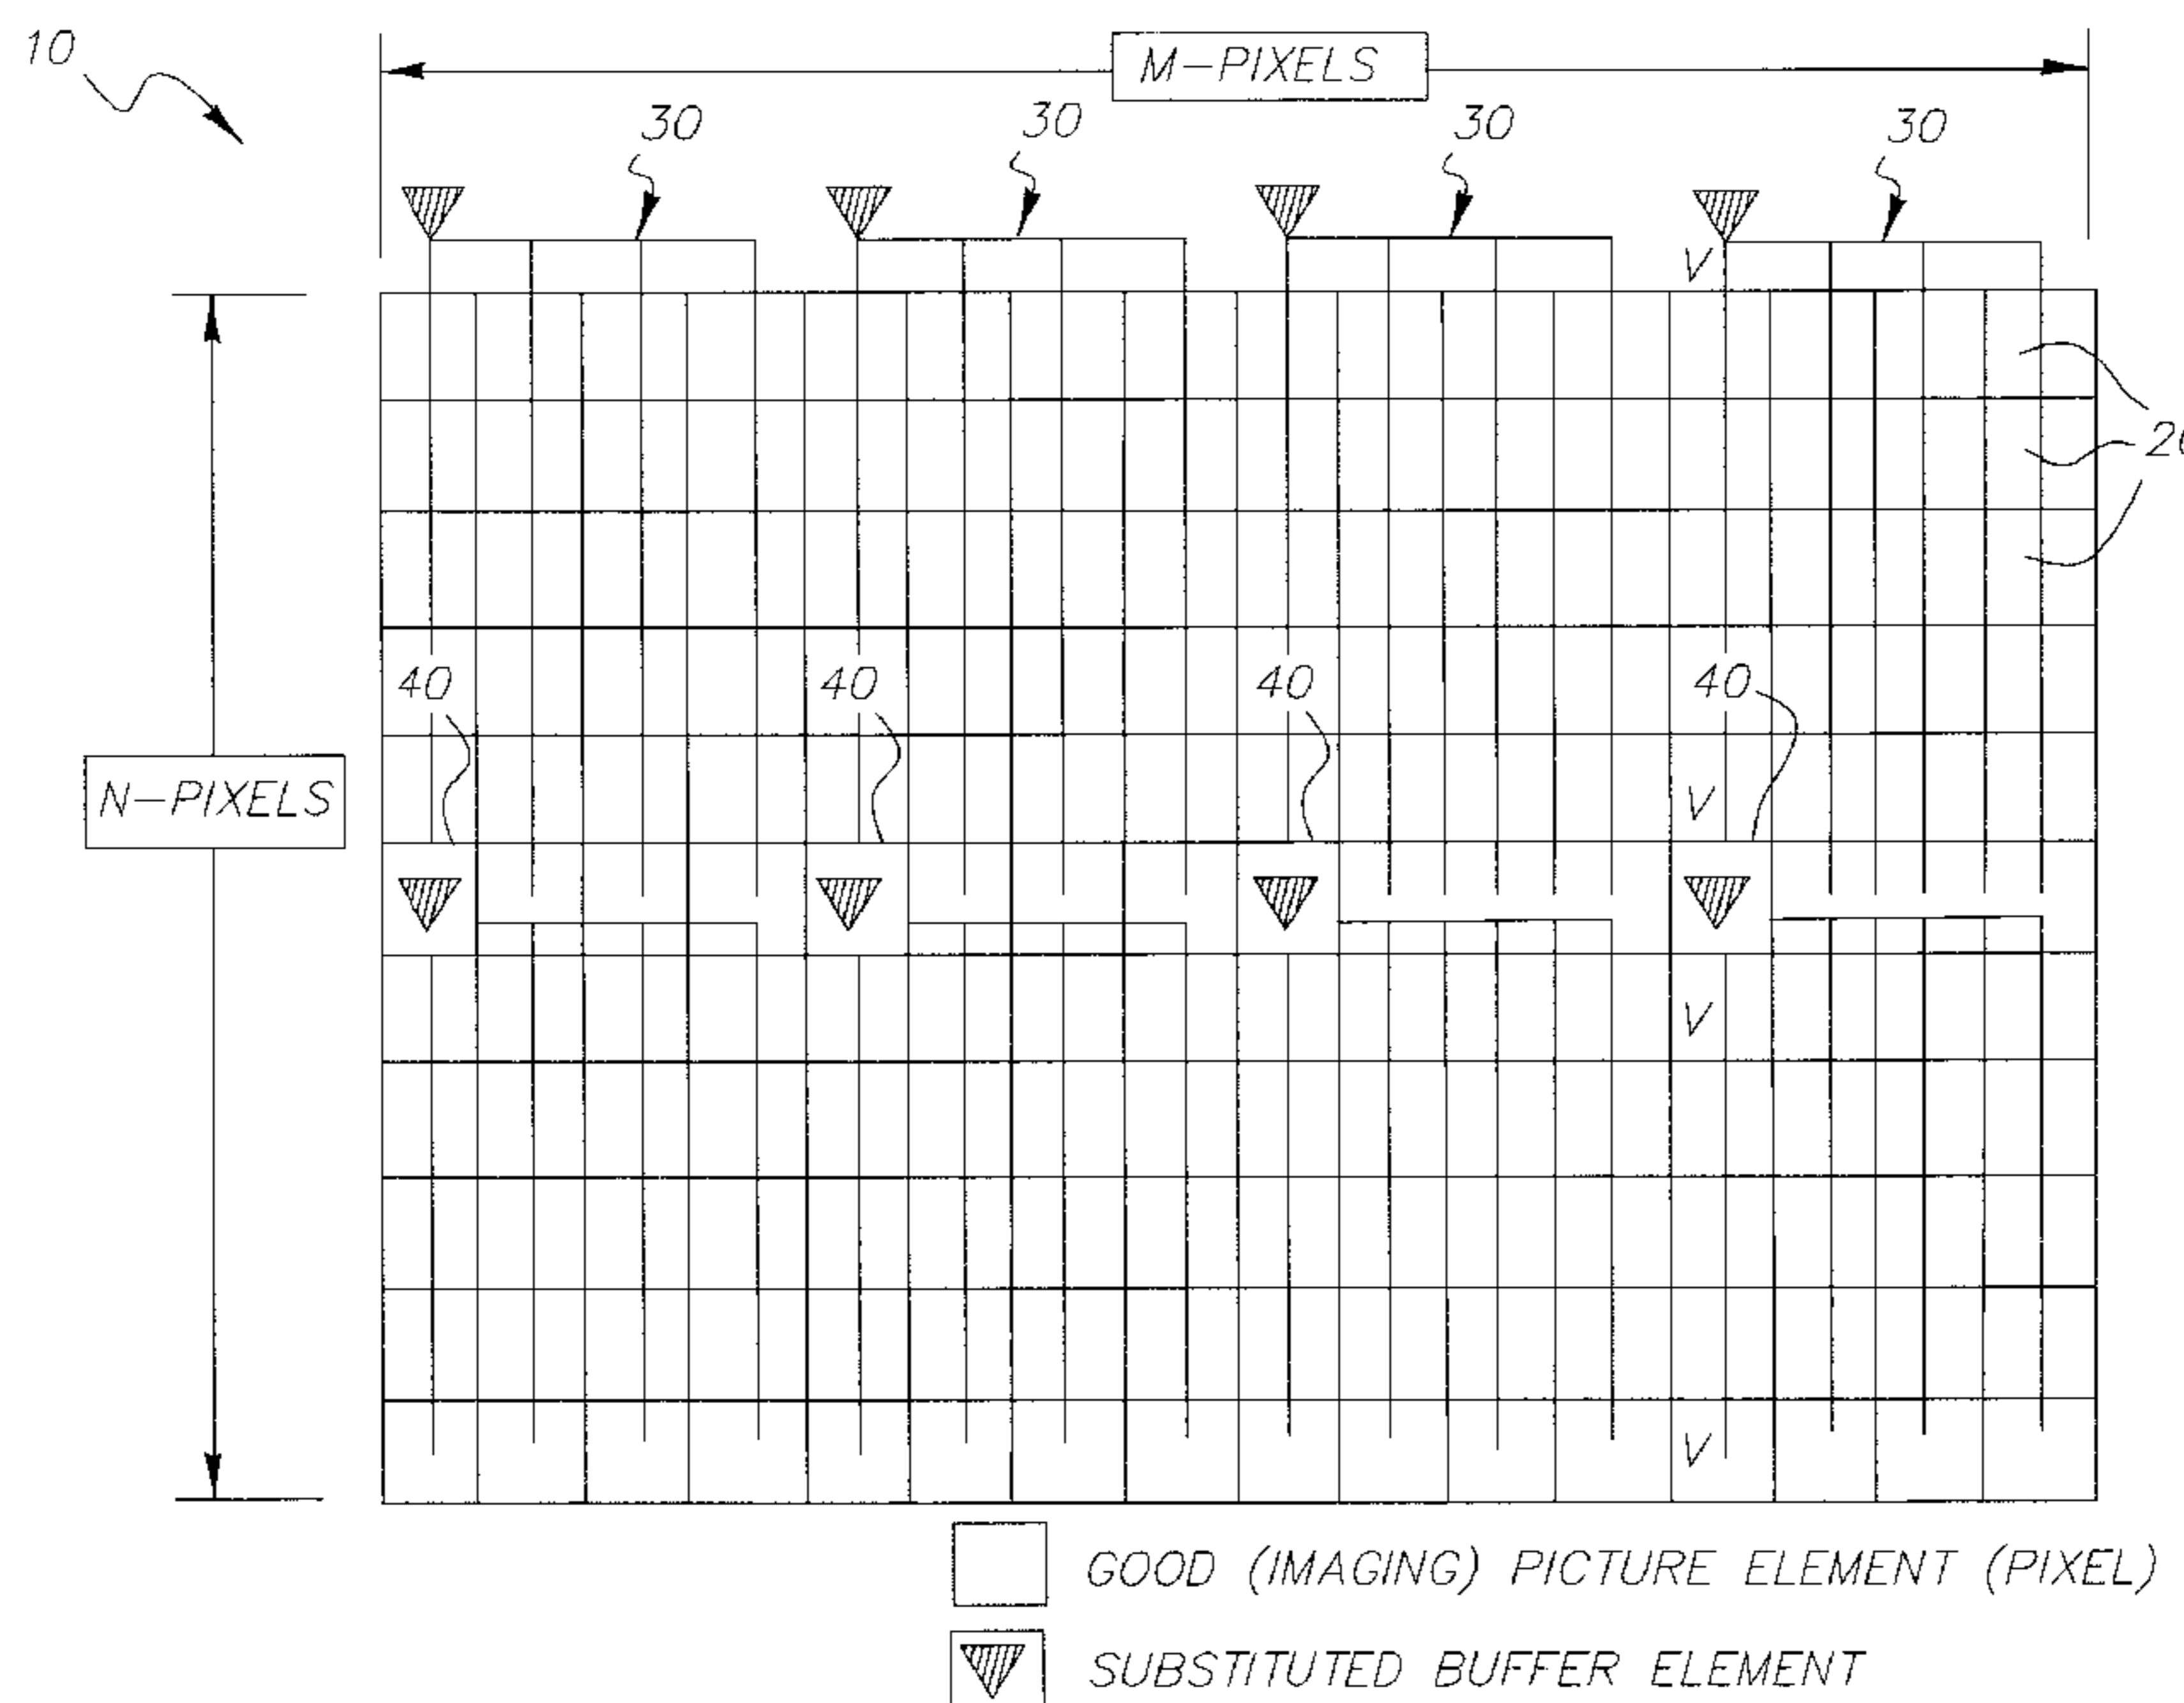 10
M-PIXELS
30 30 30 30
V
20
40 40 40 40
N-PIXELS
V
V
V
GOOD (IMAGING) PICTURE ELEMENT (PIXEL)
SUBSTITUTED BUFFER ELEMENT